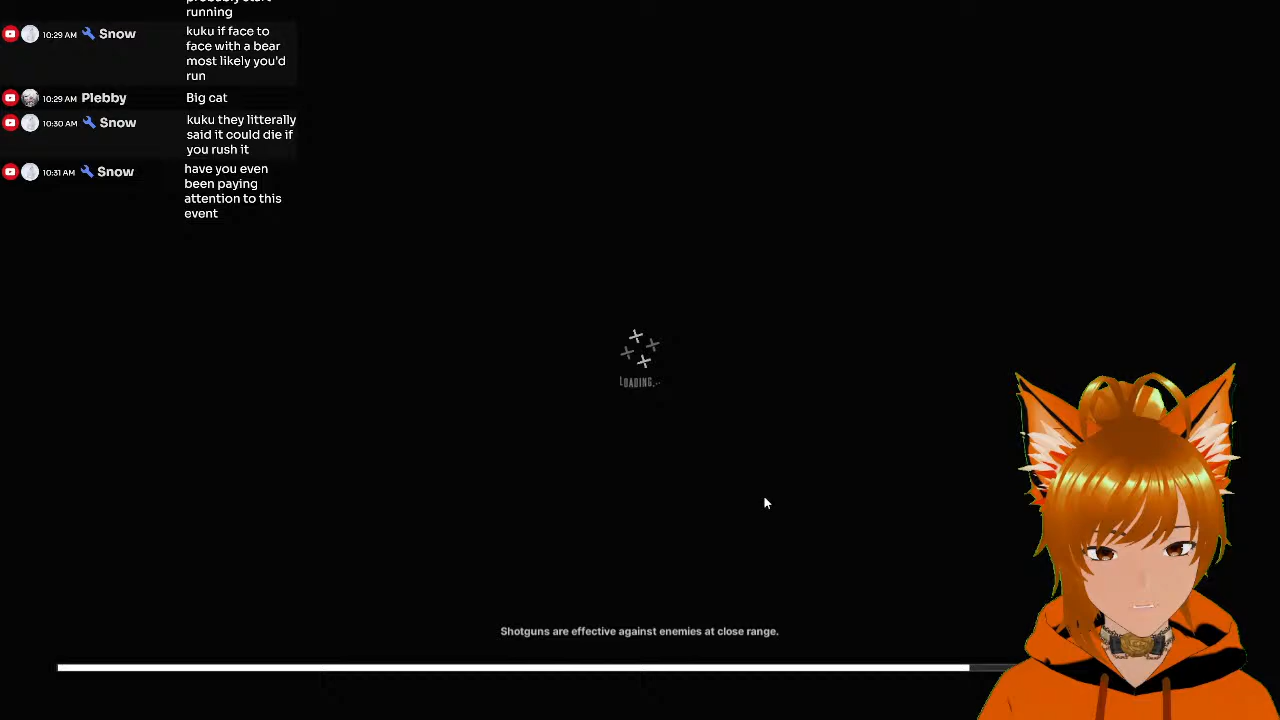 probably start
running
10:29 AM Snow kuku if face to
face with a bear
most likely you'd
run
10:29 AM Plebby Big cat
10:30 AM Snow kuku they litterally
said it could die if
you rush it
10:31 AM Snow have you even
been paying
attention to this
event
LOADING...
Shotguns are effective against enemies at close range.